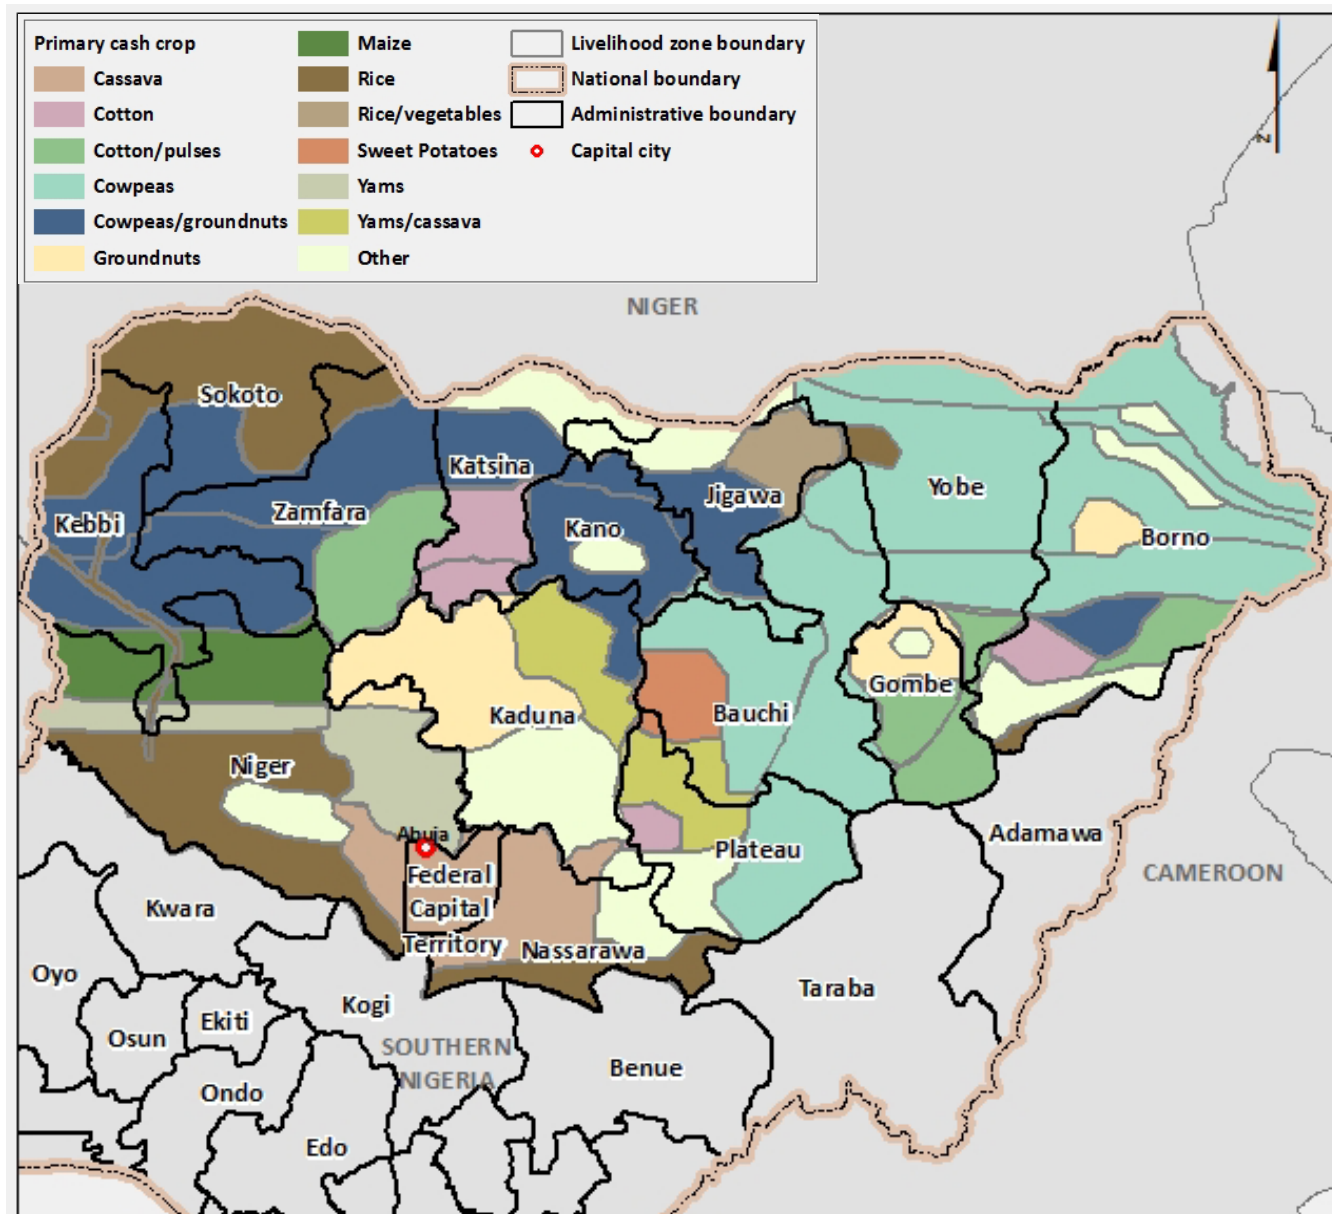 Primary cash crop
Cassava
Cotton
Cotton/pulses
Cowpeas
Cowpeas/groundnuts
Groundnuts
Maize
Rice
Rice/vegetables
Sweet Potatoes
Yams
Yams/cassava
Other
Livelihood zone boundary
National boundary
Administrative boundary
Capital city
N
NIGER
Sokoto
Katsina
Zamfara
Kebbi
Kano
Jigawa
Yobe
Borno
Gombe
Bauchi
Kaduna
Niger
Abuja
Federal
Capital
Territory
Nassarawa
Plateau
Adamawa
CAMEROON
Kwara
Oyo
Osun
Ekiti
Kogi
Taraba
SOUTHERN
NIGERIA
Benue
Ondo
Edo